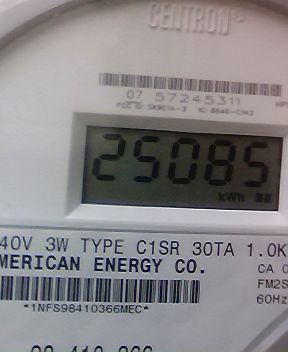 CENTRON®
07 57245311
25085
kWh
40V 3W TYPE C1SR 30TA 1.0K
MERICAN ENERGY CO. CA 0
FM2S
60Hz
*1NFS98410366MEC*